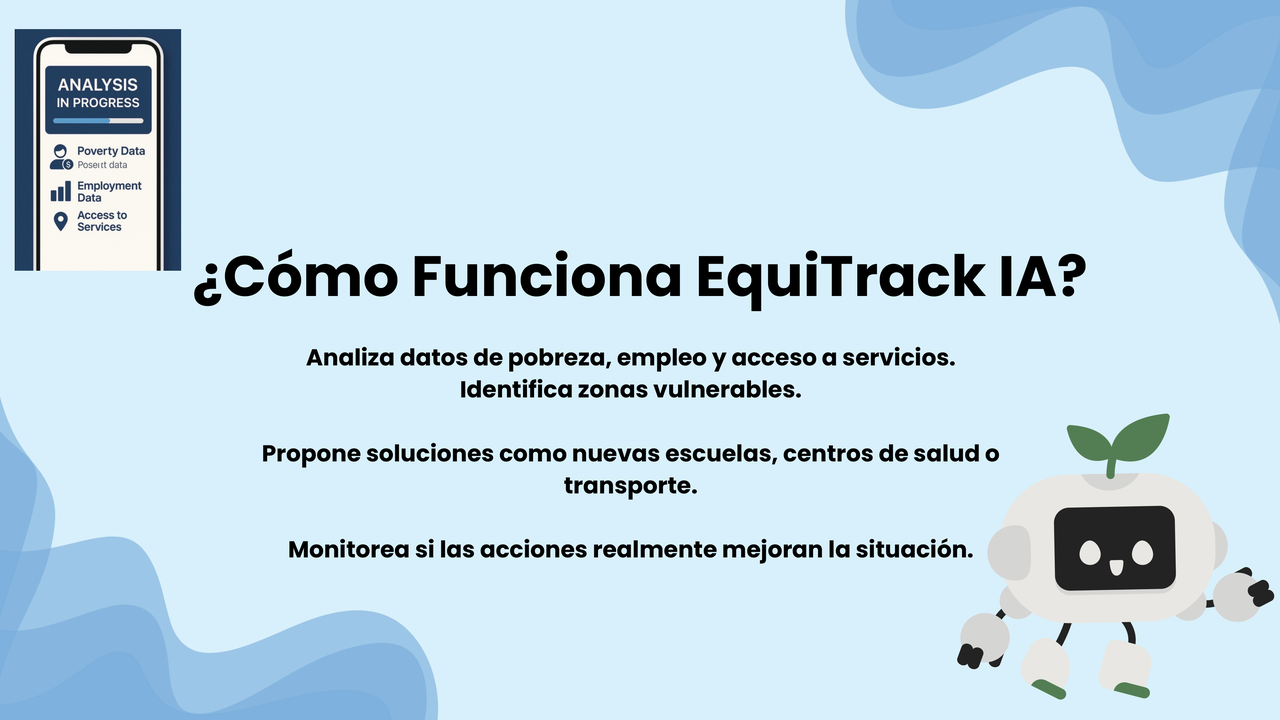 ANALYSIS
IN PROGRESS
Poverty Data
data
Employment
Data
Access to
Services
¿Cómo Funciona EquiTrack IA?
Analiza datos de pobreza, empleo y acceso a servicios.
Identifica zonas vulnerables.
Propone soluciones como nuevas escuelas, centros de salud o
transporte.
Monitorea si las acciones realmente mejoran la situación.